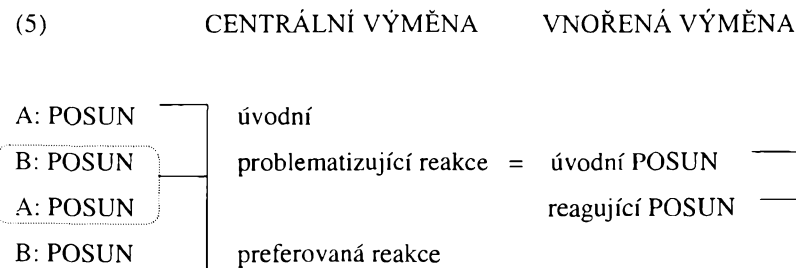 (5) CENTRÁLNÍ VÝMĚNA VNOŘENÁ VÝMĚNA
A: POSUN úvodní
B: POSUN problematizující reakce = úvodní POSUN
A: POSUN reagující POSUN
B: POSUN preferovaná reakce